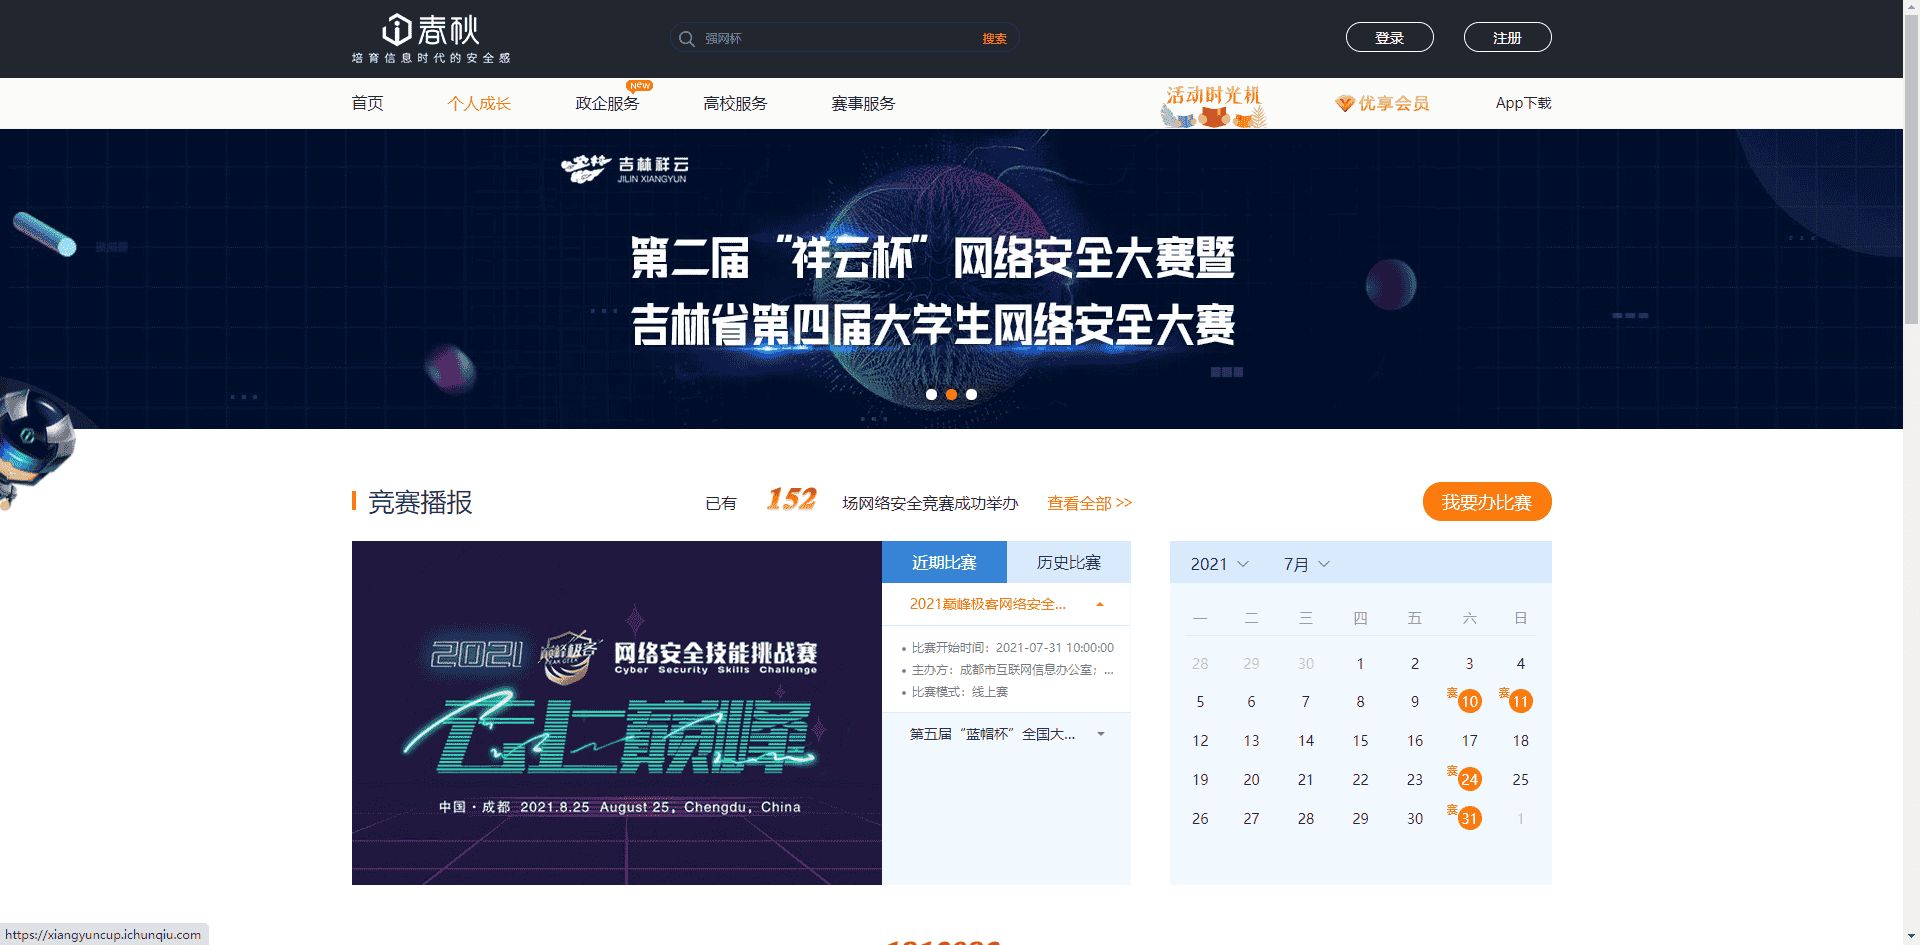 春秋
培育信息时代的安全感
强网杯
搜索
登录
注册
首页
个人成长
政企服务
new
高校服务
赛事服务
活动时光机
优享会员
App下载
吉林祥云
JILIN XIANGYUN
第二届“祥云杯”网络安全大赛暨
吉林省第四届大学生网络安全大赛
竞赛播报
已有 152 场网络安全竞赛成功举办
查看全部 >>
我要办比赛
2021
网络安全技能挑战赛
Cyber Security Skills Challenge
云上巅峰
中国·成都 2021.8.25 August 25, Chengdu, China
近期比赛
历史比赛
2021巅峰极客网络安全...
比赛开始时间：2021-07-31 10:00:00
主办方：成都市互联网信息办公室；...
比赛模式：线上赛
第五届“蓝帽杯”全国大...
2021 7月
一 二 三 四 五 六 日
28 29 30 1 2 3 4
5 6 7 8 9 赛 10 赛 11
12 13 14 15 16 17 18
19 20 21 22 23 赛 24 25
26 27 28 29 30 赛 31 1
https://xiangyuncup.ichunqiu.com